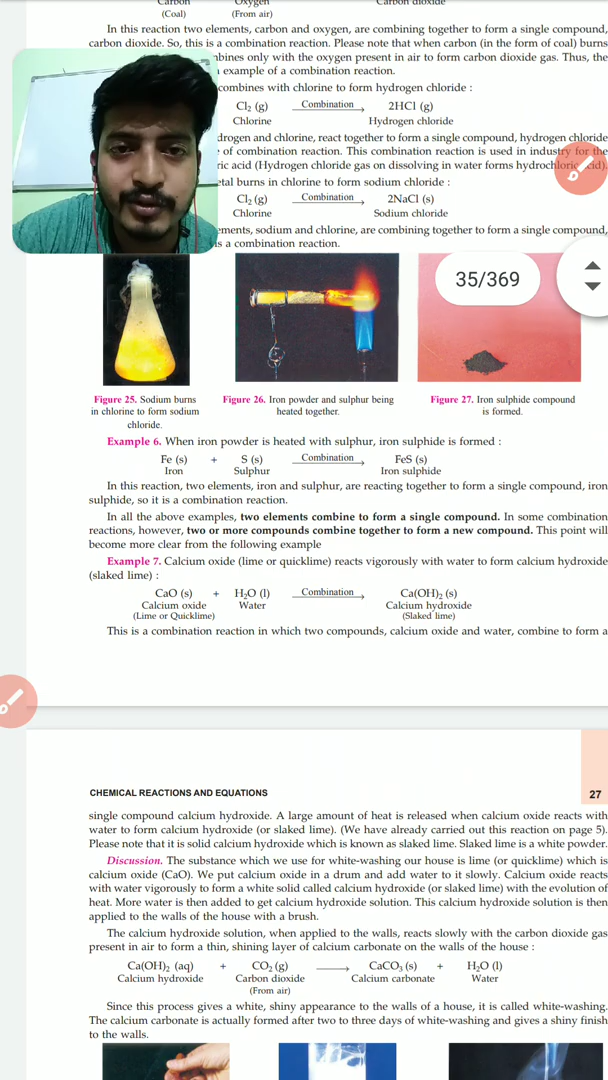 Carbon Oxygen Carbon dioxide
(Coal) (From air)
In this reaction two elements, carbon and oxygen, are combining together to form a single compound,
carbon dioxide. So, this is a combination reaction. Please note that when carbon (in the form of coal) burns
only with the oxygen present in air to form carbon dioxide gas. Thus, the
example of a combination reaction.
combines with chlorine to form hydrogen chloride :
Cl2 (g) Combination 2HCl (g)
Chlorine Hydrogen chloride
and chlorine, react together to form a single compound, hydrogen chloride
of combination reaction. This combination reaction is used in industry for the
acid (Hydrogen chloride gas on dissolving in water forms hydrochloric acid).
burns in chlorine to form sodium chloride :
Cl2 (g) Combination 2NaCl (s)
Chlorine Sodium chloride
sodium and chlorine, are combining together to form a single compound,
is a combination reaction.
35/369
Figure 25. Sodium burns
in chlorine to form sodium
chloride.
Figure 26. Iron powder and sulphur being
heated together.
Figure 27. Iron sulphide compound
is formed.
Example 6. When iron powder is heated with sulphur, iron sulphide is formed :
Fe (s) + S (s) Combination FeS (s)
Iron Sulphur Iron sulphide
In this reaction, two elements, iron and sulphur, are reacting together to form a single compound, iron
sulphide, so it is a combination reaction.
In all the above examples, two elements combine to form a single compound. In some combination
reactions, however, two or more compounds combine together to form a new compound. This point will
become more clear from the following example
Example 7. Calcium oxide (lime or quicklime) reacts vigorously with water to form calcium hydroxide
(slaked lime) :
CaO (s) + H2O (l) Combination Ca(OH)2 (s)
Calcium oxide Water Calcium hydroxide
(Lime or Quicklime) (Slaked lime)
This is a combination reaction in which two compounds, calcium oxide and water, combine to form a
CHEMICAL REACTIONS AND EQUATIONS 27
single compound calcium hydroxide. A large amount of heat is released when calcium oxide reacts with
water to form calcium hydroxide (or slaked lime). (We have already carried out this reaction on page 5).
Please note that it is solid calcium hydroxide which is known as slaked lime. Slaked lime is a white powder.
Discussion. The substance which we use for white-washing our house is lime (or quicklime) which is
calcium oxide (CaO). We put calcium oxide in a drum and add water to it slowly. Calcium oxide reacts
with water vigorously to form a white solid called calcium hydroxide (or slaked lime) with the evolution of
heat. More water is then added to get calcium hydroxide solution. This calcium hydroxide solution is then
applied to the walls of the house with a brush.
The calcium hydroxide solution, when applied to the walls, reacts slowly with the carbon dioxide gas
present in air to form a thin, shining layer of calcium carbonate on the walls of the house :
Ca(OH)2 (aq) + CO2 (g) ⟶ CaCO3 (s) + H2O (l)
Calcium hydroxide Carbon dioxide Calcium carbonate Water
(From air)
Since this process gives a white, shiny appearance to the walls of a house, it is called white-washing.
The calcium carbonate is actually formed after two to three days of white-washing and gives a shiny finish
to the walls.